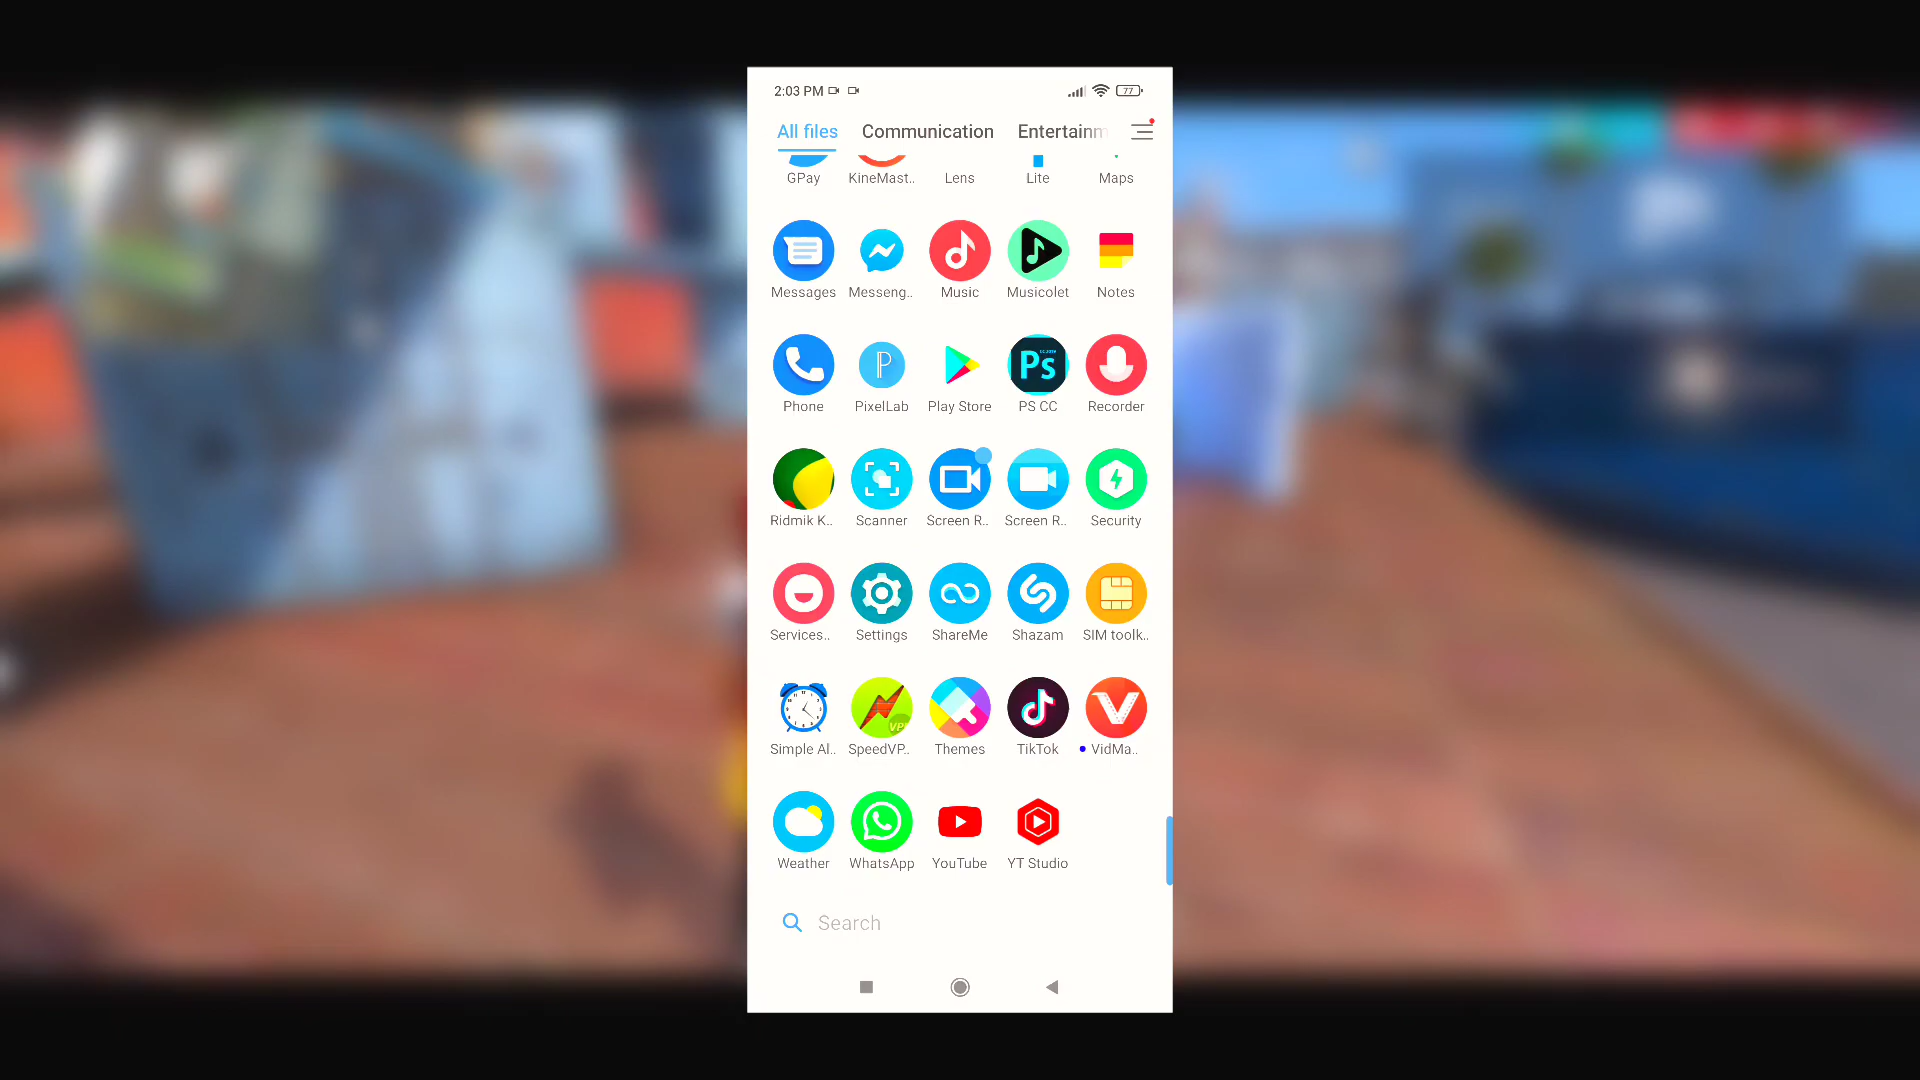 2:03 PM 77
All files Communication Entertainm
GPay KineMast.. Lens Lite Maps
Messages Messeng.. Music Musicolet Notes
Phone PixelLab Play Store PS CC Recorder
Ridmik K.. Scanner Screen R.. Screen R.. Security
Services.. Settings ShareMe Shazam SIM toolk..
Simple Al.. SpeedVP.. Themes TikTok VidMa..
Weather WhatsApp YouTube YT Studio
Search